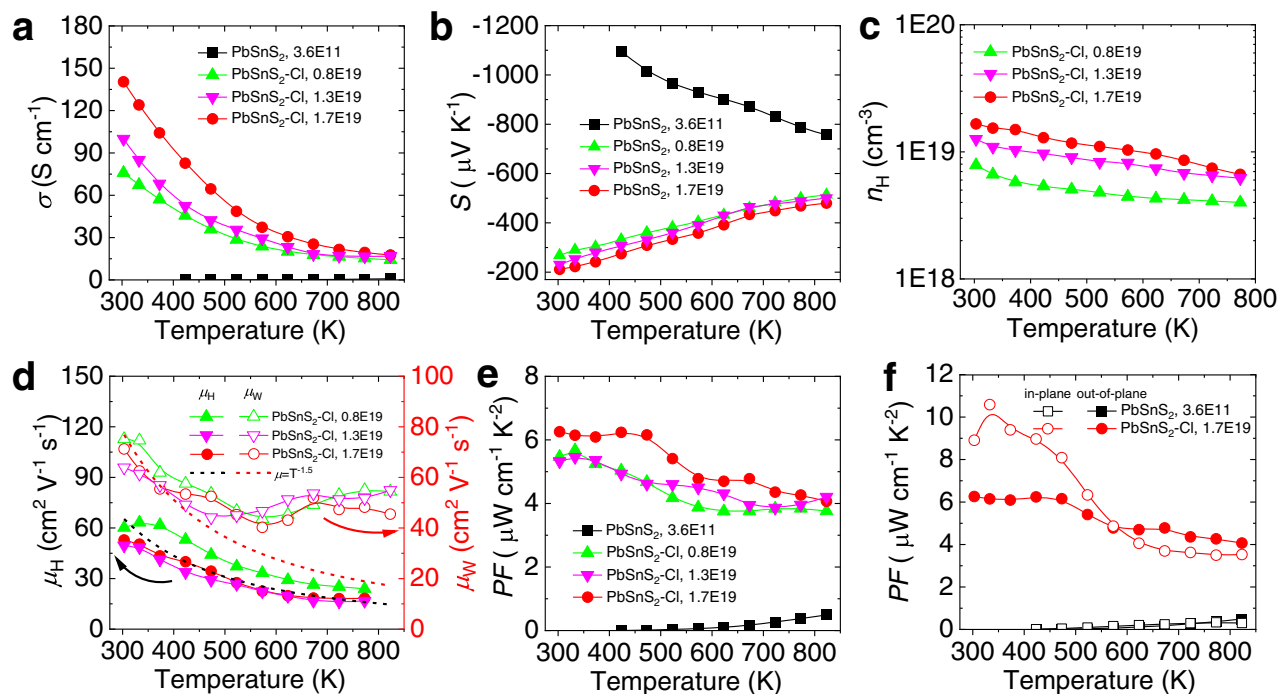 a
σ (S cm-1)
180
150
120
90
60
30
0
PbSnS2, 3.6E11
PbSnS2-Cl, 0.8E19
PbSnS2-Cl, 1.3E19
PbSnS2-Cl, 1.7E19
300 400 500 600 700 800
Temperature (K)
b
S ( μV K-1)
-1200
-1000
-800
-600
-400
-200
PbSnS2, 3.6E11
PbSnS2, 0.8E19
PbSnS2, 1.3E19
PbSnS2, 1.7E19
300 400 500 600 700 800
Temperature (K)
c
nH (cm-3)
1E20
1E19
1E18
PbSnS2-Cl, 0.8E19
PbSnS2-Cl, 1.3E19
PbSnS2-Cl, 1.7E19
300 400 500 600 700 800
Temperature (K)
d
μH (cm2 V-1 s-1)
150
120
90
60
30
0
μH μW
PbSnS2-Cl, 0.8E19
PbSnS2-Cl, 1.3E19
PbSnS2-Cl, 1.7E19
μ=T-1.5
100
80
60
40
20
0
μW (cm2 V-1 s-1)
300 400 500 600 700 800
Temperature (K)
e
PF ( μW cm-1 K-2)
8
6
4
2
0
PbSnS2, 3.6E11
PbSnS2-Cl, 0.8E19
PbSnS2-Cl, 1.3E19
PbSnS2-Cl, 1.7E19
300 400 500 600 700 800
Temperature (K)
f
PF ( μW cm-1 K-2)
12
10
8
6
4
2
0
in-plane out-of-plane
PbSnS2, 3.6E11
PbSnS2-Cl, 1.7E19
300 400 500 600 700 800
Temperature (K)